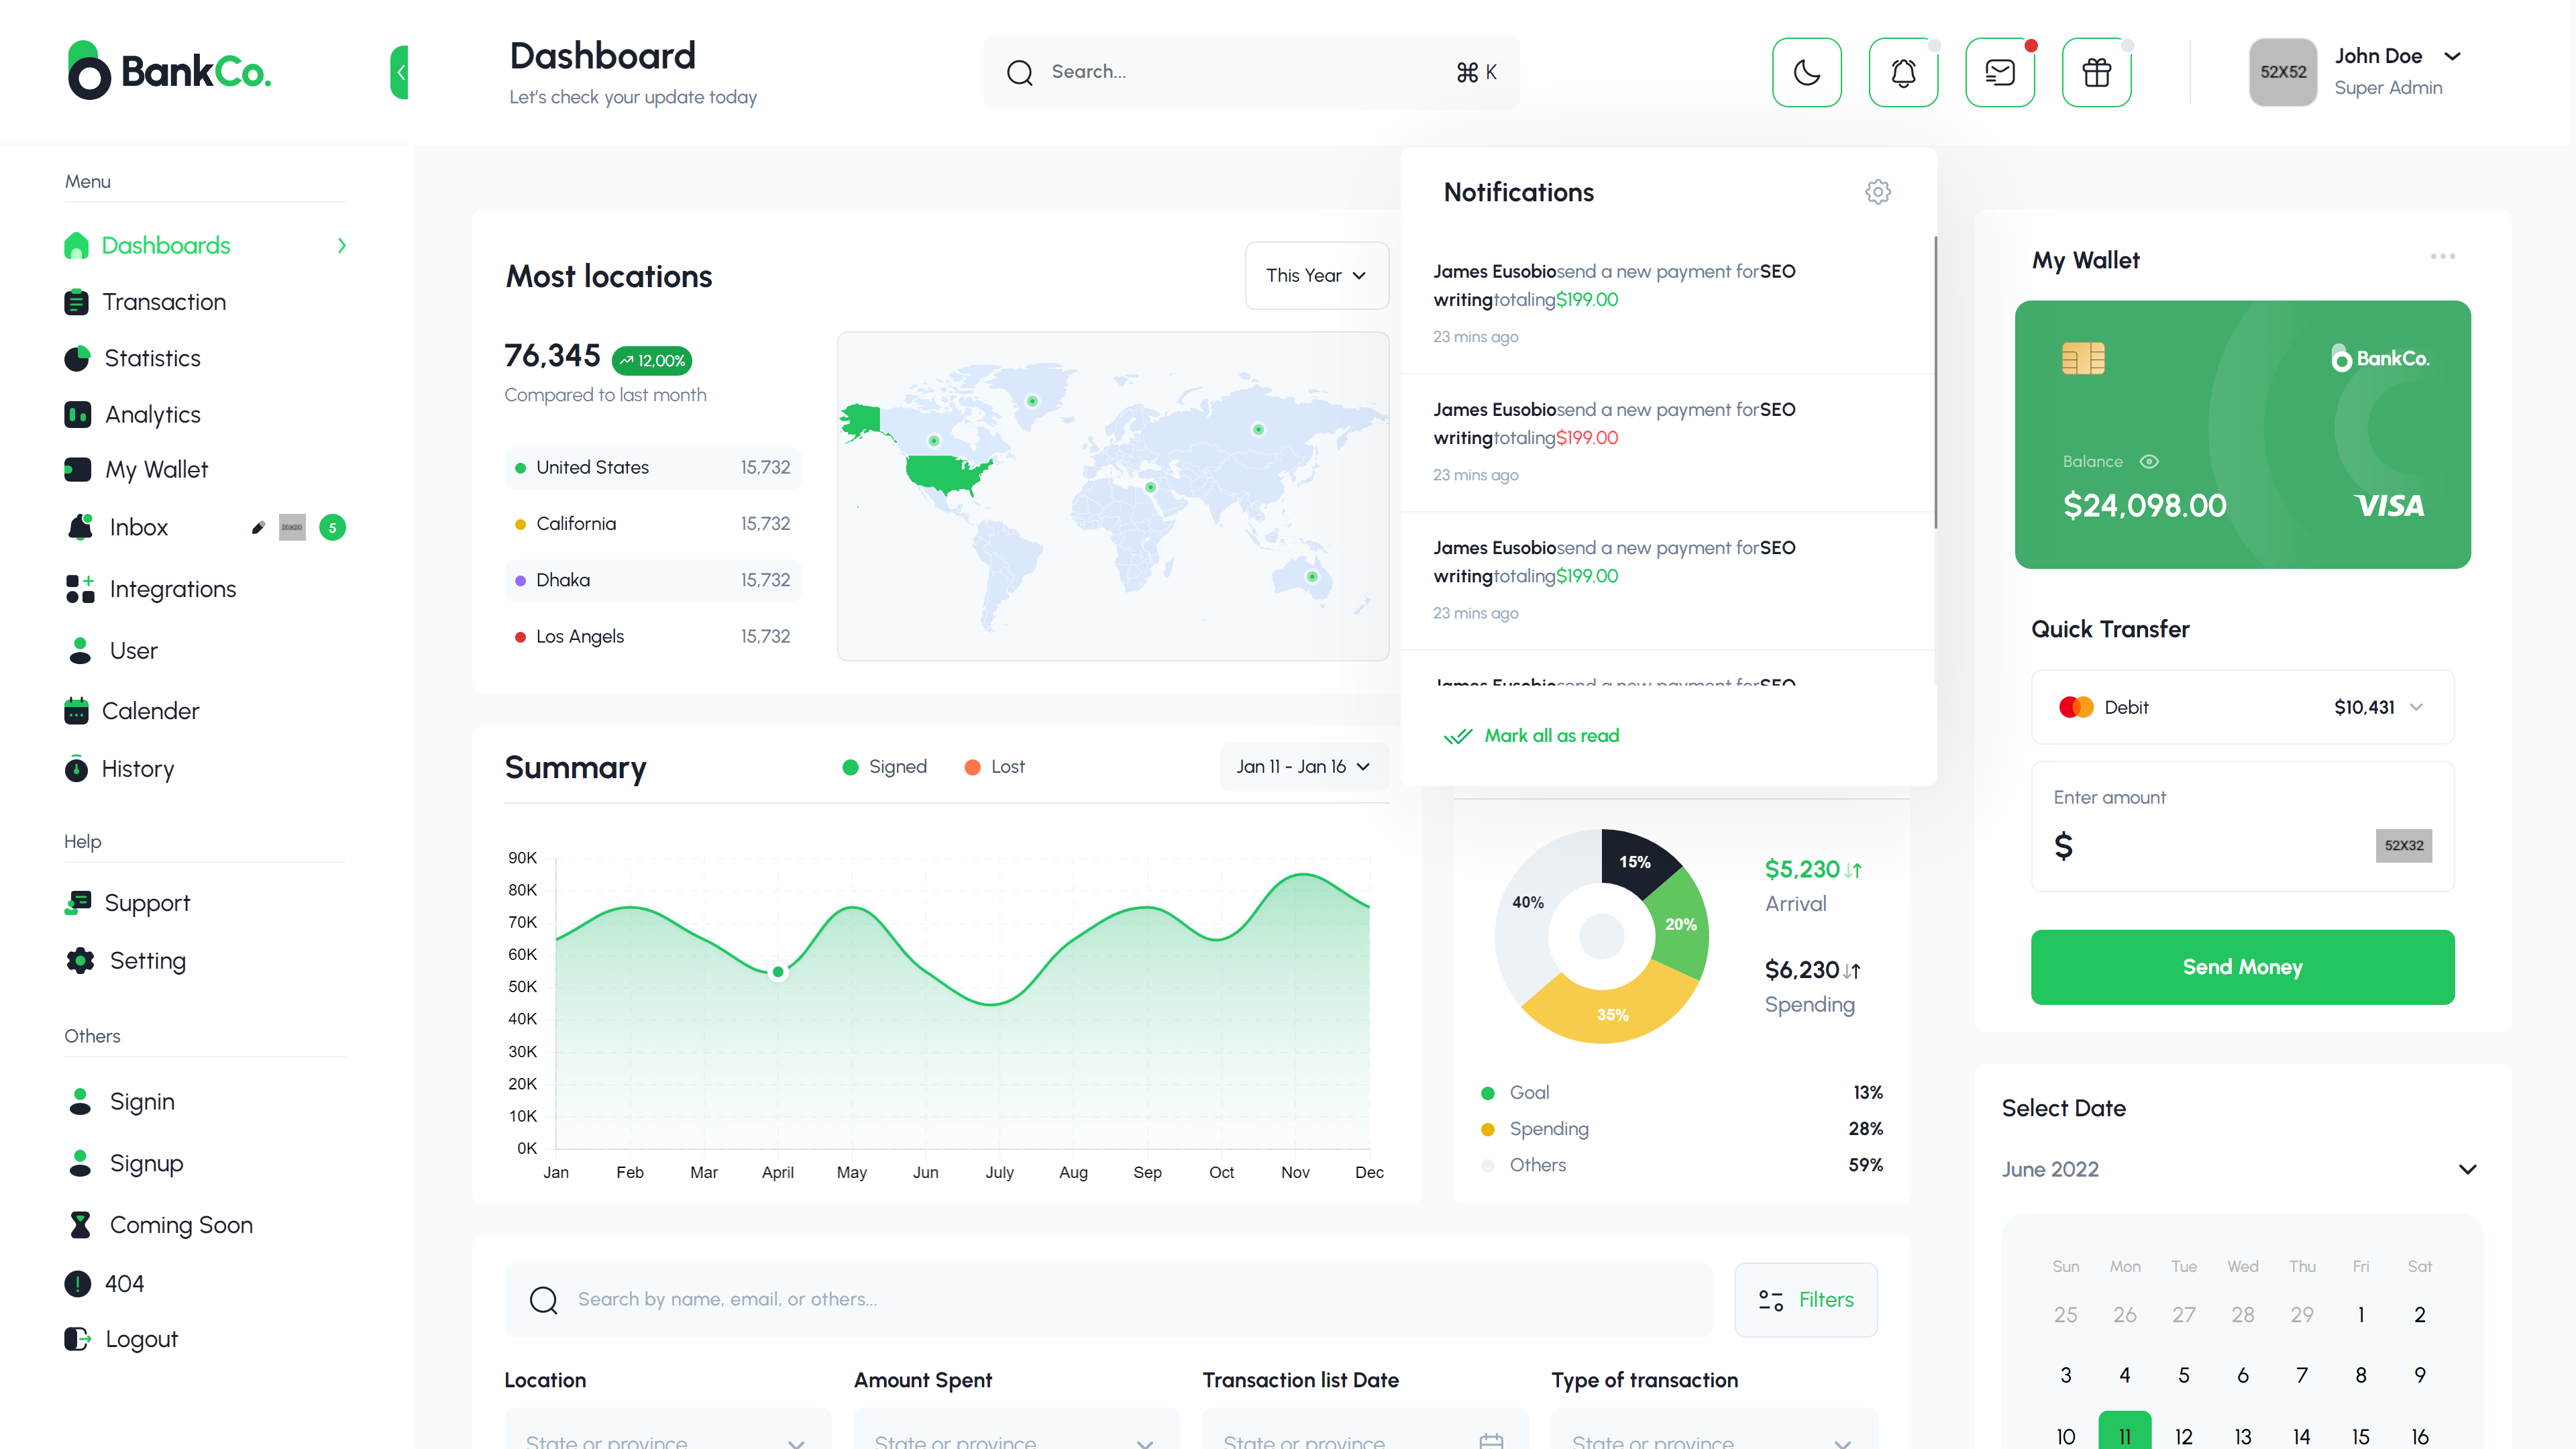 BankCo.
Dashboard
Let's check your update today
Search...
⌘ K
52X52
John Doe
Super Admin
Menu
Dashboards
Transaction
Statistics
Analytics
My Wallet
Inbox
20X20
5
Integrations
User
Calender
History
Help
Support
Setting
Others
Signin
Signup
Coming Soon
404
Logout
Most locations
This Year
76,345
12,00%
Compared to last month
United States 15,732
California 15,732
Dhaka 15,732
Los Angels 15,732
Notifications
James Eusobiosend a new payment forSEO
writingtotaling$199.00
23 mins ago
James Eusobiosend a new payment forSEO
writingtotaling$199.00
23 mins ago
James Eusobiosend a new payment forSEO
writingtotaling$199.00
23 mins ago
James Eusobiosend a new payment forSEO
Mark all as read
Summary
Signed
Lost
Jan 11 - Jan 16
90K
80K
70K
60K
50K
40K
30K
20K
10K
0K
Jan Feb Mar April May Jun July Aug Sep Oct Nov Dec
15%
20%
35%
40%
$5,230
Arrival
$6,230
Spending
Goal 13%
Spending 28%
Others 59%
Search by name, email, or others...
Filters
Location
Amount Spent
Transaction list Date
Type of transaction
State or province
State or province
State or province
State or province
My Wallet
BankCo.
Balance
$24,098.00
VISA
Quick Transfer
Debit $10,431
Enter amount
$
52X32
Send Money
Select Date
June 2022
Sun Mon Tue Wed Thu Fri Sat
25 26 27 28 29 1 2
3 4 5 6 7 8 9
10 11 12 13 14 15 16